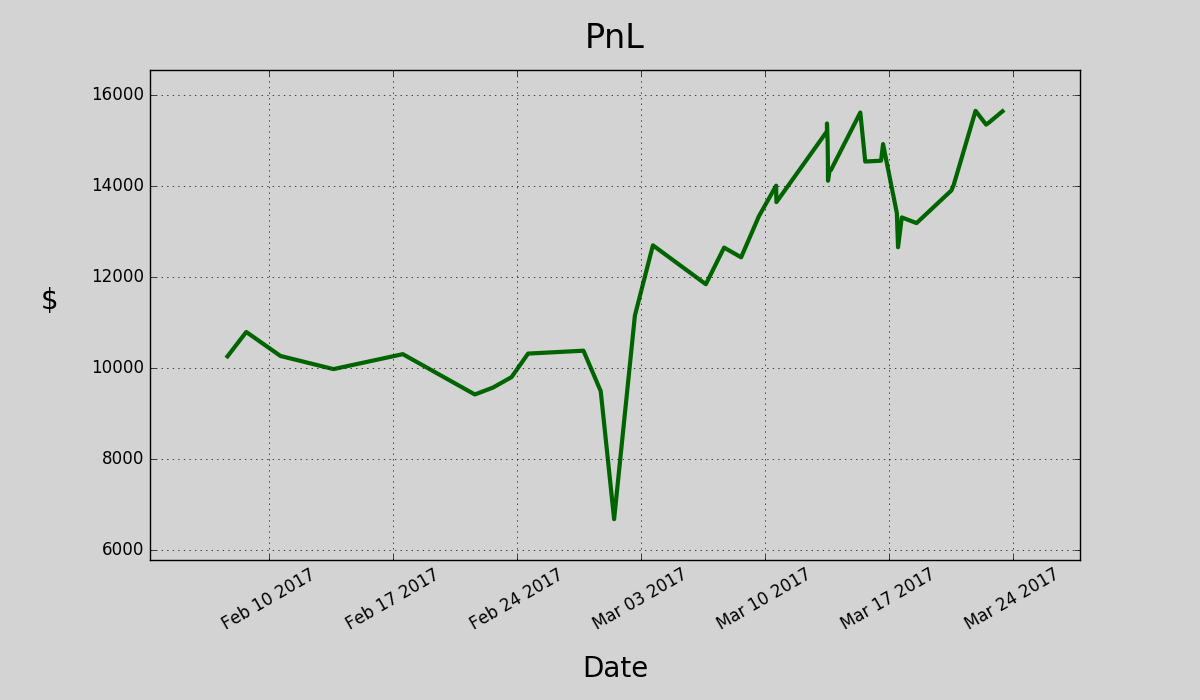 PnL
16000
14000
12000
10000
8000
6000
$
Feb 10 2017
Feb 17 2017
Feb 24 2017
Mar 03 2017
Mar 10 2017
Mar 17 2017
Mar 24 2017
Date